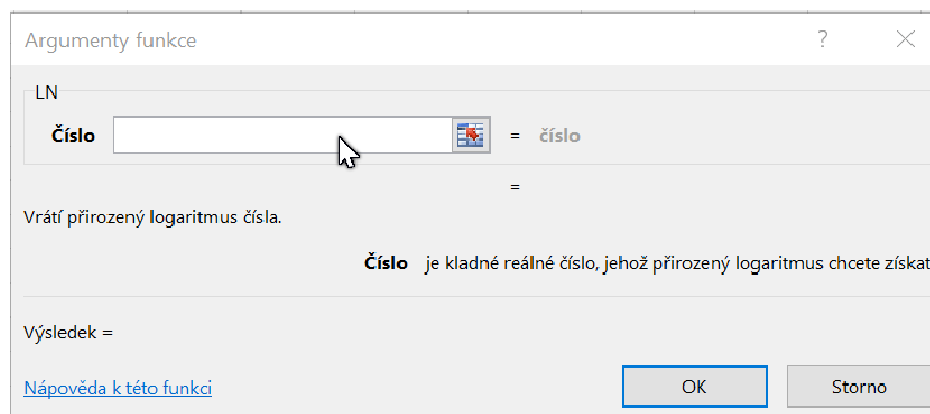 Argumenty funkce ?
LN
Číslo = číslo
=
Vrátí přirozený logaritmus čísla.
Číslo je kladné reálné číslo, jehož přirozený logaritmus chcete získat
Výsledek =
Nápověda k této funkci OK Storno